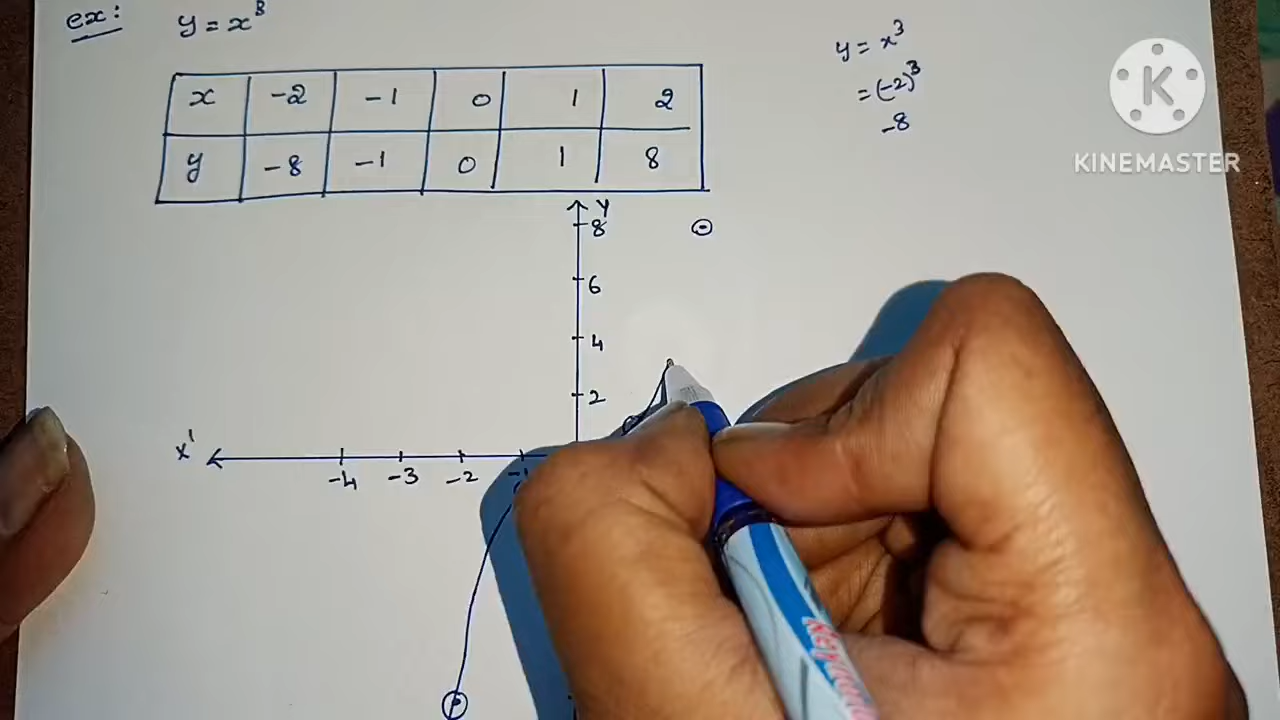 ex: y = x³
x -2 -1 0 1 2
y -8 -1 0 1 8
y = x³
= (-2)³
-8
KINEMASTER
Y
8
6
4
2
X' -4 -3 -2 -1